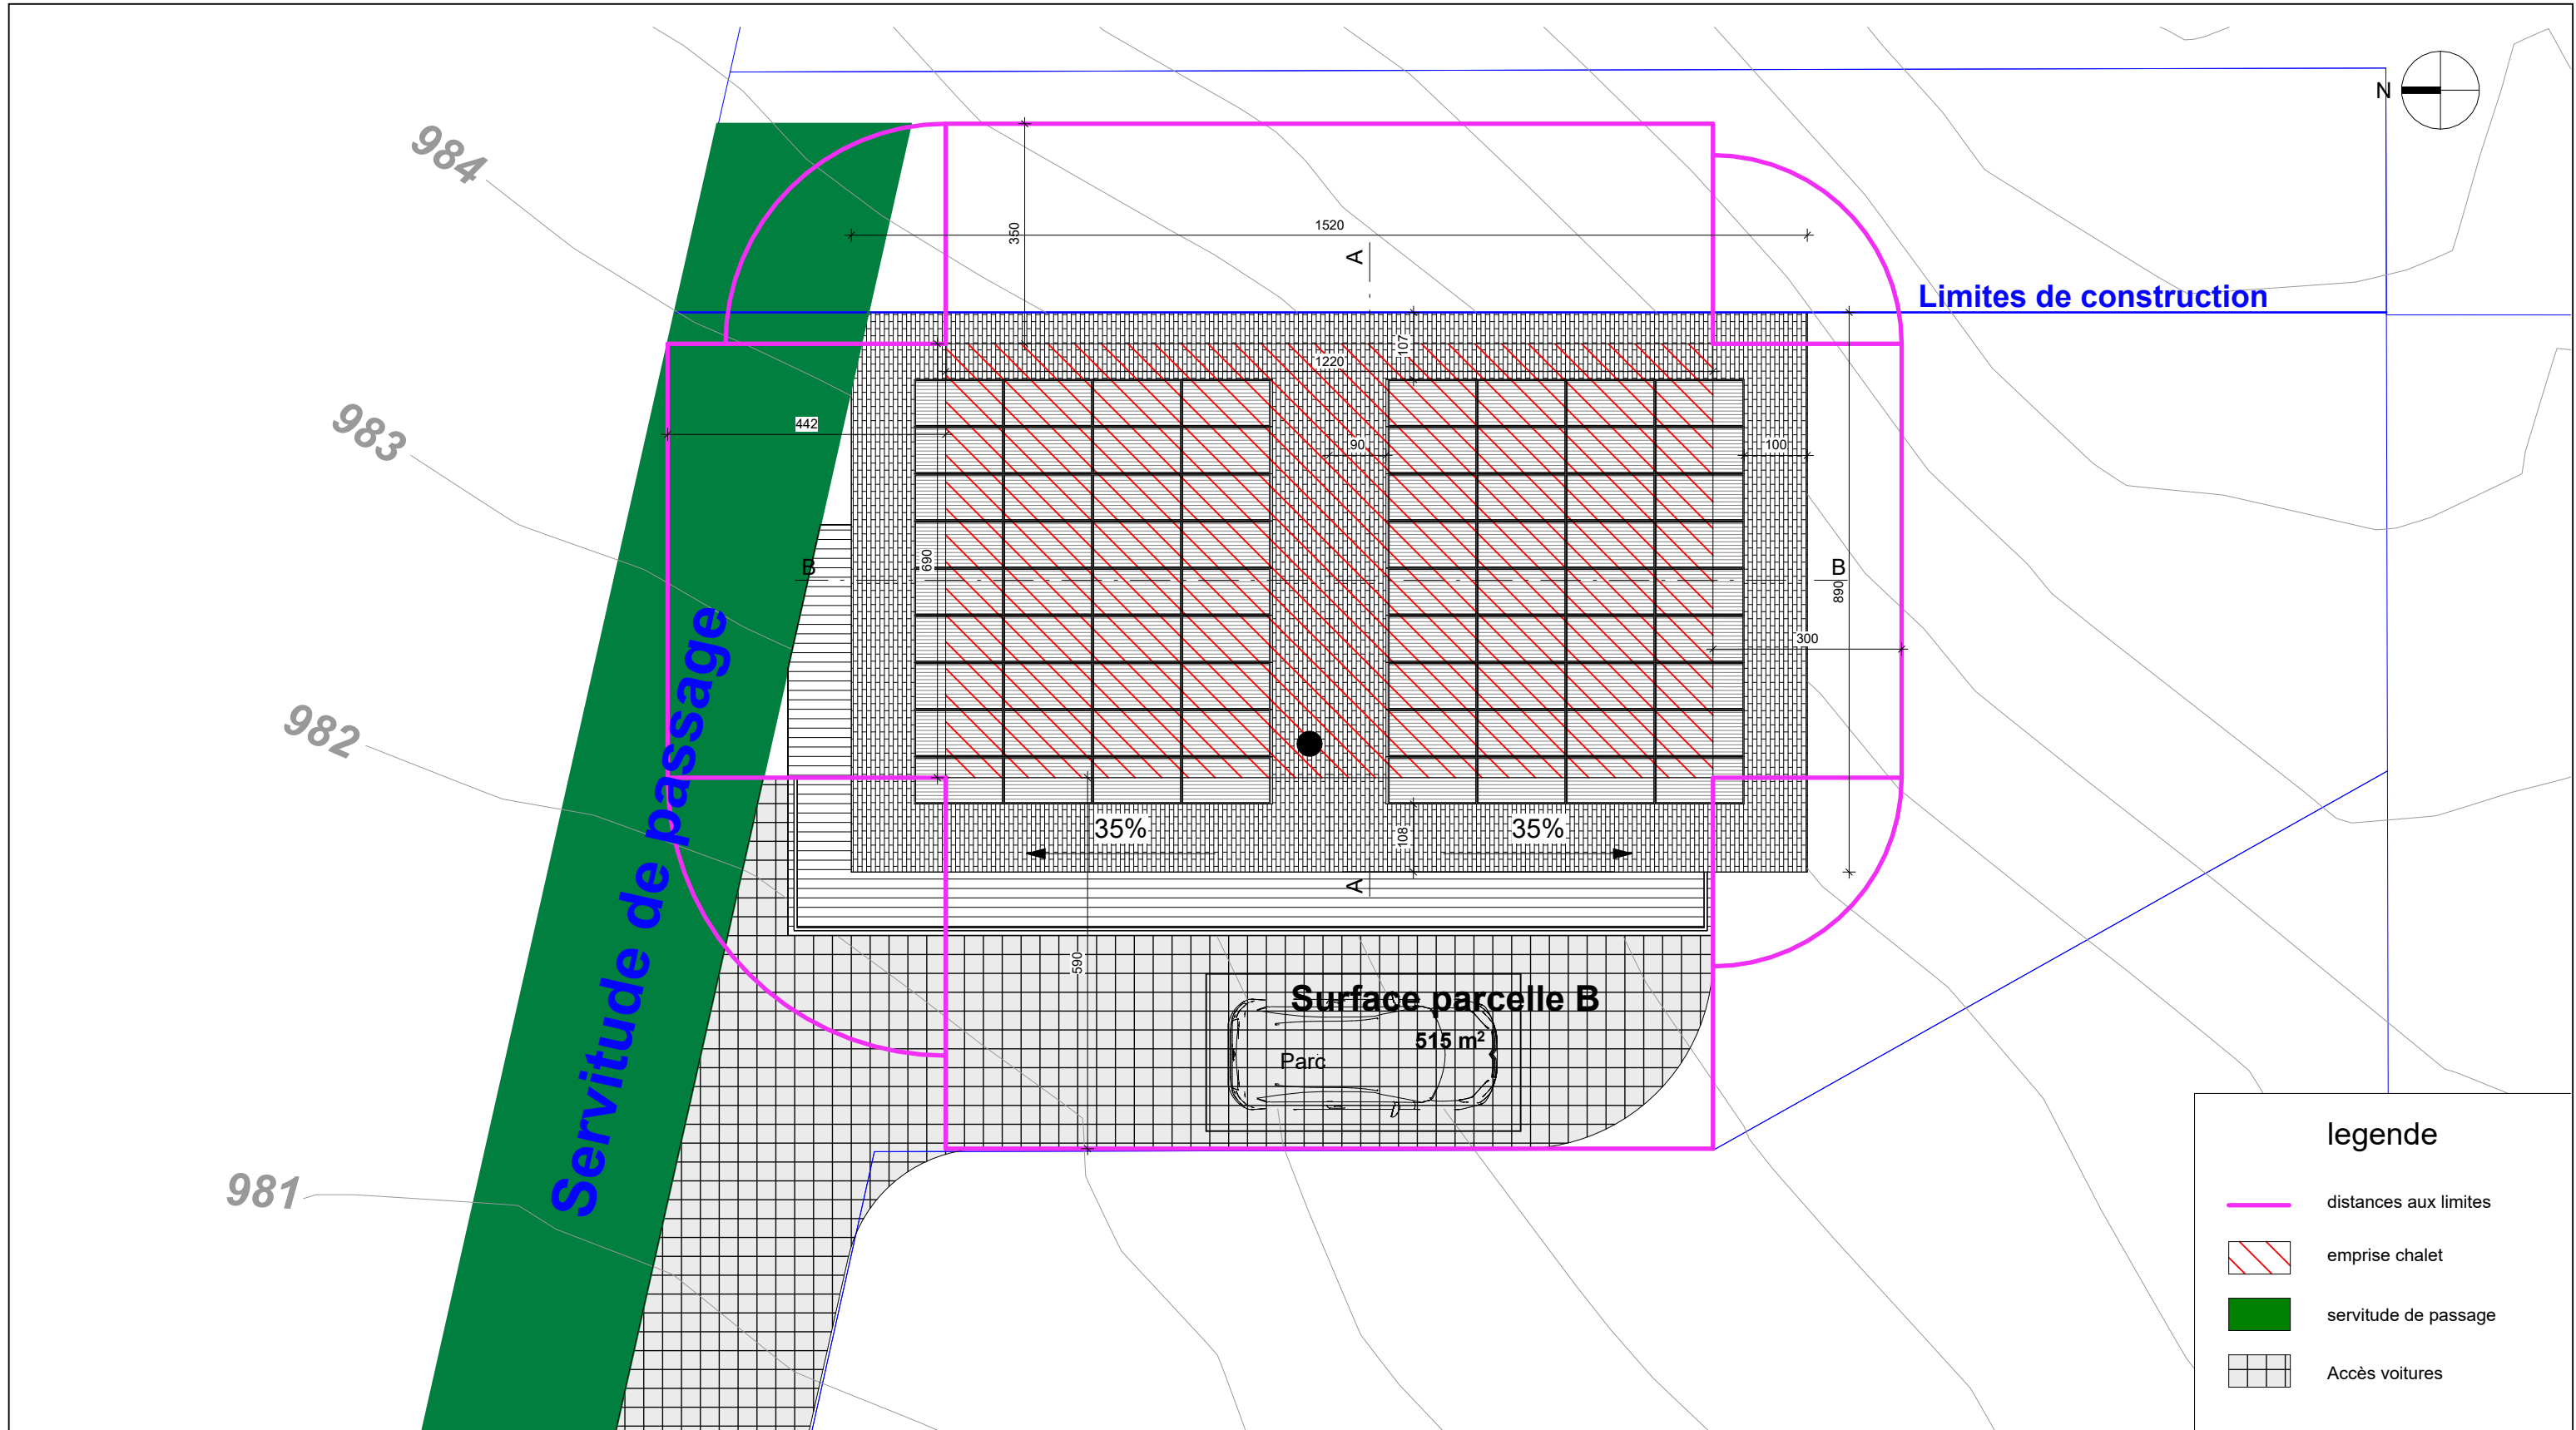 N
984
350
1520
A
Limites de construction
107
1220
983
442
90
100
690
B
B
890
300
Servitude de passage
982
35%
35%
108
A
590
Surface parcelle B
515 m²
Parc
981
legende
distances aux limites
emprise chalet
servitude de passage
Accès voitures